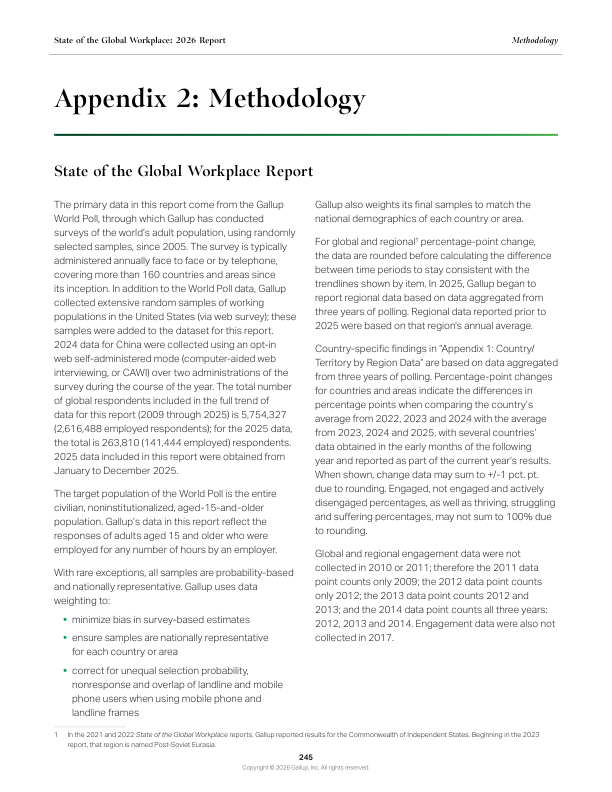 State of the Global Workplace: 2026 Report
Methodology
Appendix 2: Methodology
State of the Global Workplace Report
The primary data in this report come from the Gallup
World Poll, through which Gallup has conducted
surveys of the world's adult population, using randomly
selected samples, since 2005. The survey is typically
administered annually face to face or by telephone,
covering more than 160 countries and areas since
its inception. In addition to the World Poll data, Gallup
collected extensive random samples of working
populations in the United States (via web survey); these
samples were added to the dataset for this report.
2024 data for China were collected using an opt-in
web self-administered mode (computer-aided web
interviewing, or CAWI) over two administrations of the
survey during the course of the year. The total number
of global respondents included in the full trend of
data for this report (2009 through 2025) is 5,754,327
(2,616,488 employed respondents); for the 2025 data,
the total is 263,810 (141,444 employed) respondents.
2025 data included in this report were obtained from
January to December 2025.
The target population of the World Poll is the entire
civilian, noninstitutionalized, aged-15-and-older
population. Gallup's data in this report reflect the
responses of adults aged 15 and older who were
employed for any number of hours by an employer.
With rare exceptions, all samples are probability-based
and nationally representative. Gallup uses data
weighting to:
• minimize bias in survey-based estimates
• ensure samples are nationally representative
for each country or area
• correct for unequal selection probability,
nonresponse and overlap of landline and mobile
phone users when using mobile phone and
landline frames
Gallup also weights its final samples to match the
national demographics of each country or area.
For global and regional¹ percentage-point change,
the data are rounded before calculating the difference
between time periods to stay consistent with the
trendlines shown by item. In 2025, Gallup began to
report regional data based on data aggregated from
three years of polling. Regional data reported prior to
2025 were based on that region's annual average.
Country-specific findings in "Appendix 1: Country/
Territory by Region Data" are based on data aggregated
from three years of polling. Percentage-point changes
for countries and areas indicate the differences in
percentage points when comparing the country's
average from 2022, 2023 and 2024 with the average
from 2023, 2024 and 2025, with several countries'
data obtained in the early months of the following
year and reported as part of the current year's results.
When shown, change data may sum to +/-1 pct. pt.
due to rounding. Engaged, not engaged and actively
disengaged percentages, as well as thriving, struggling
and suffering percentages, may not sum to 100% due
to rounding.
Global and regional engagement data were not
collected in 2010 or 2011; therefore the 2011 data
point counts only 2009; the 2012 data point counts
only 2012; the 2013 data point counts 2012 and
2013; and the 2014 data point counts all three years:
2012, 2013 and 2014. Engagement data were also not
collected in 2017.
1 In the 2021 and 2022 State of the Global Workplace reports, Gallup reported results for the Commonwealth of Independent States. Beginning in the 2023
report, that region is named Post-Soviet Eurasia.
245
Copyright © 2026 Gallup, Inc. All rights reserved.